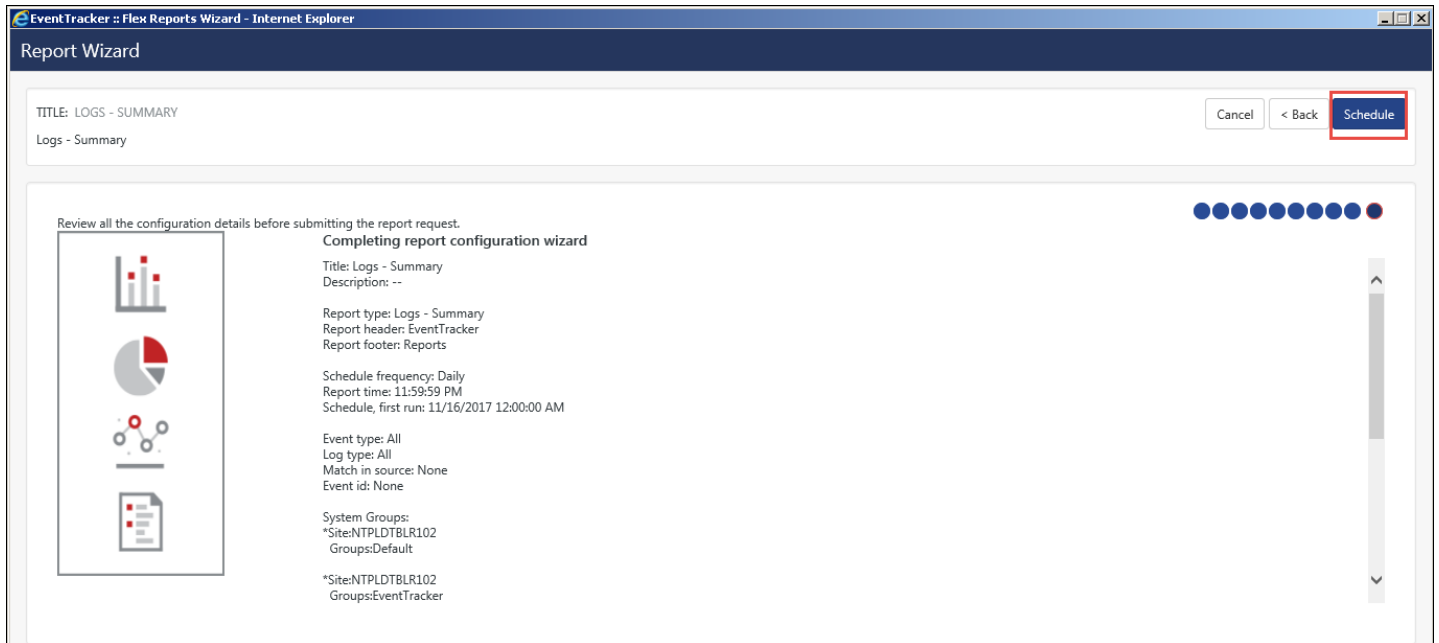 EventTracker :: Flex Reports Wizard - Internet Explorer
Report Wizard
TITLE: LOGS - SUMMARY
Logs - Summary
Cancel
< Back
Schedule
Review all the configuration details before submitting the report request.
Completing report configuration wizard
Title: Logs - Summary
Description: --
Report type: Logs - Summary
Report header: EventTracker
Report footer: Reports
Schedule frequency: Daily
Report time: 11:59:59 PM
Schedule, first run: 11/16/2017 12:00:00 AM
Event type: All
Log type: All
Match in source: None
Event id: None
System Groups:
*Site:NTPLDTBLR102
Groups:Default
*Site:NTPLDTBLR102
Groups:EventTracker